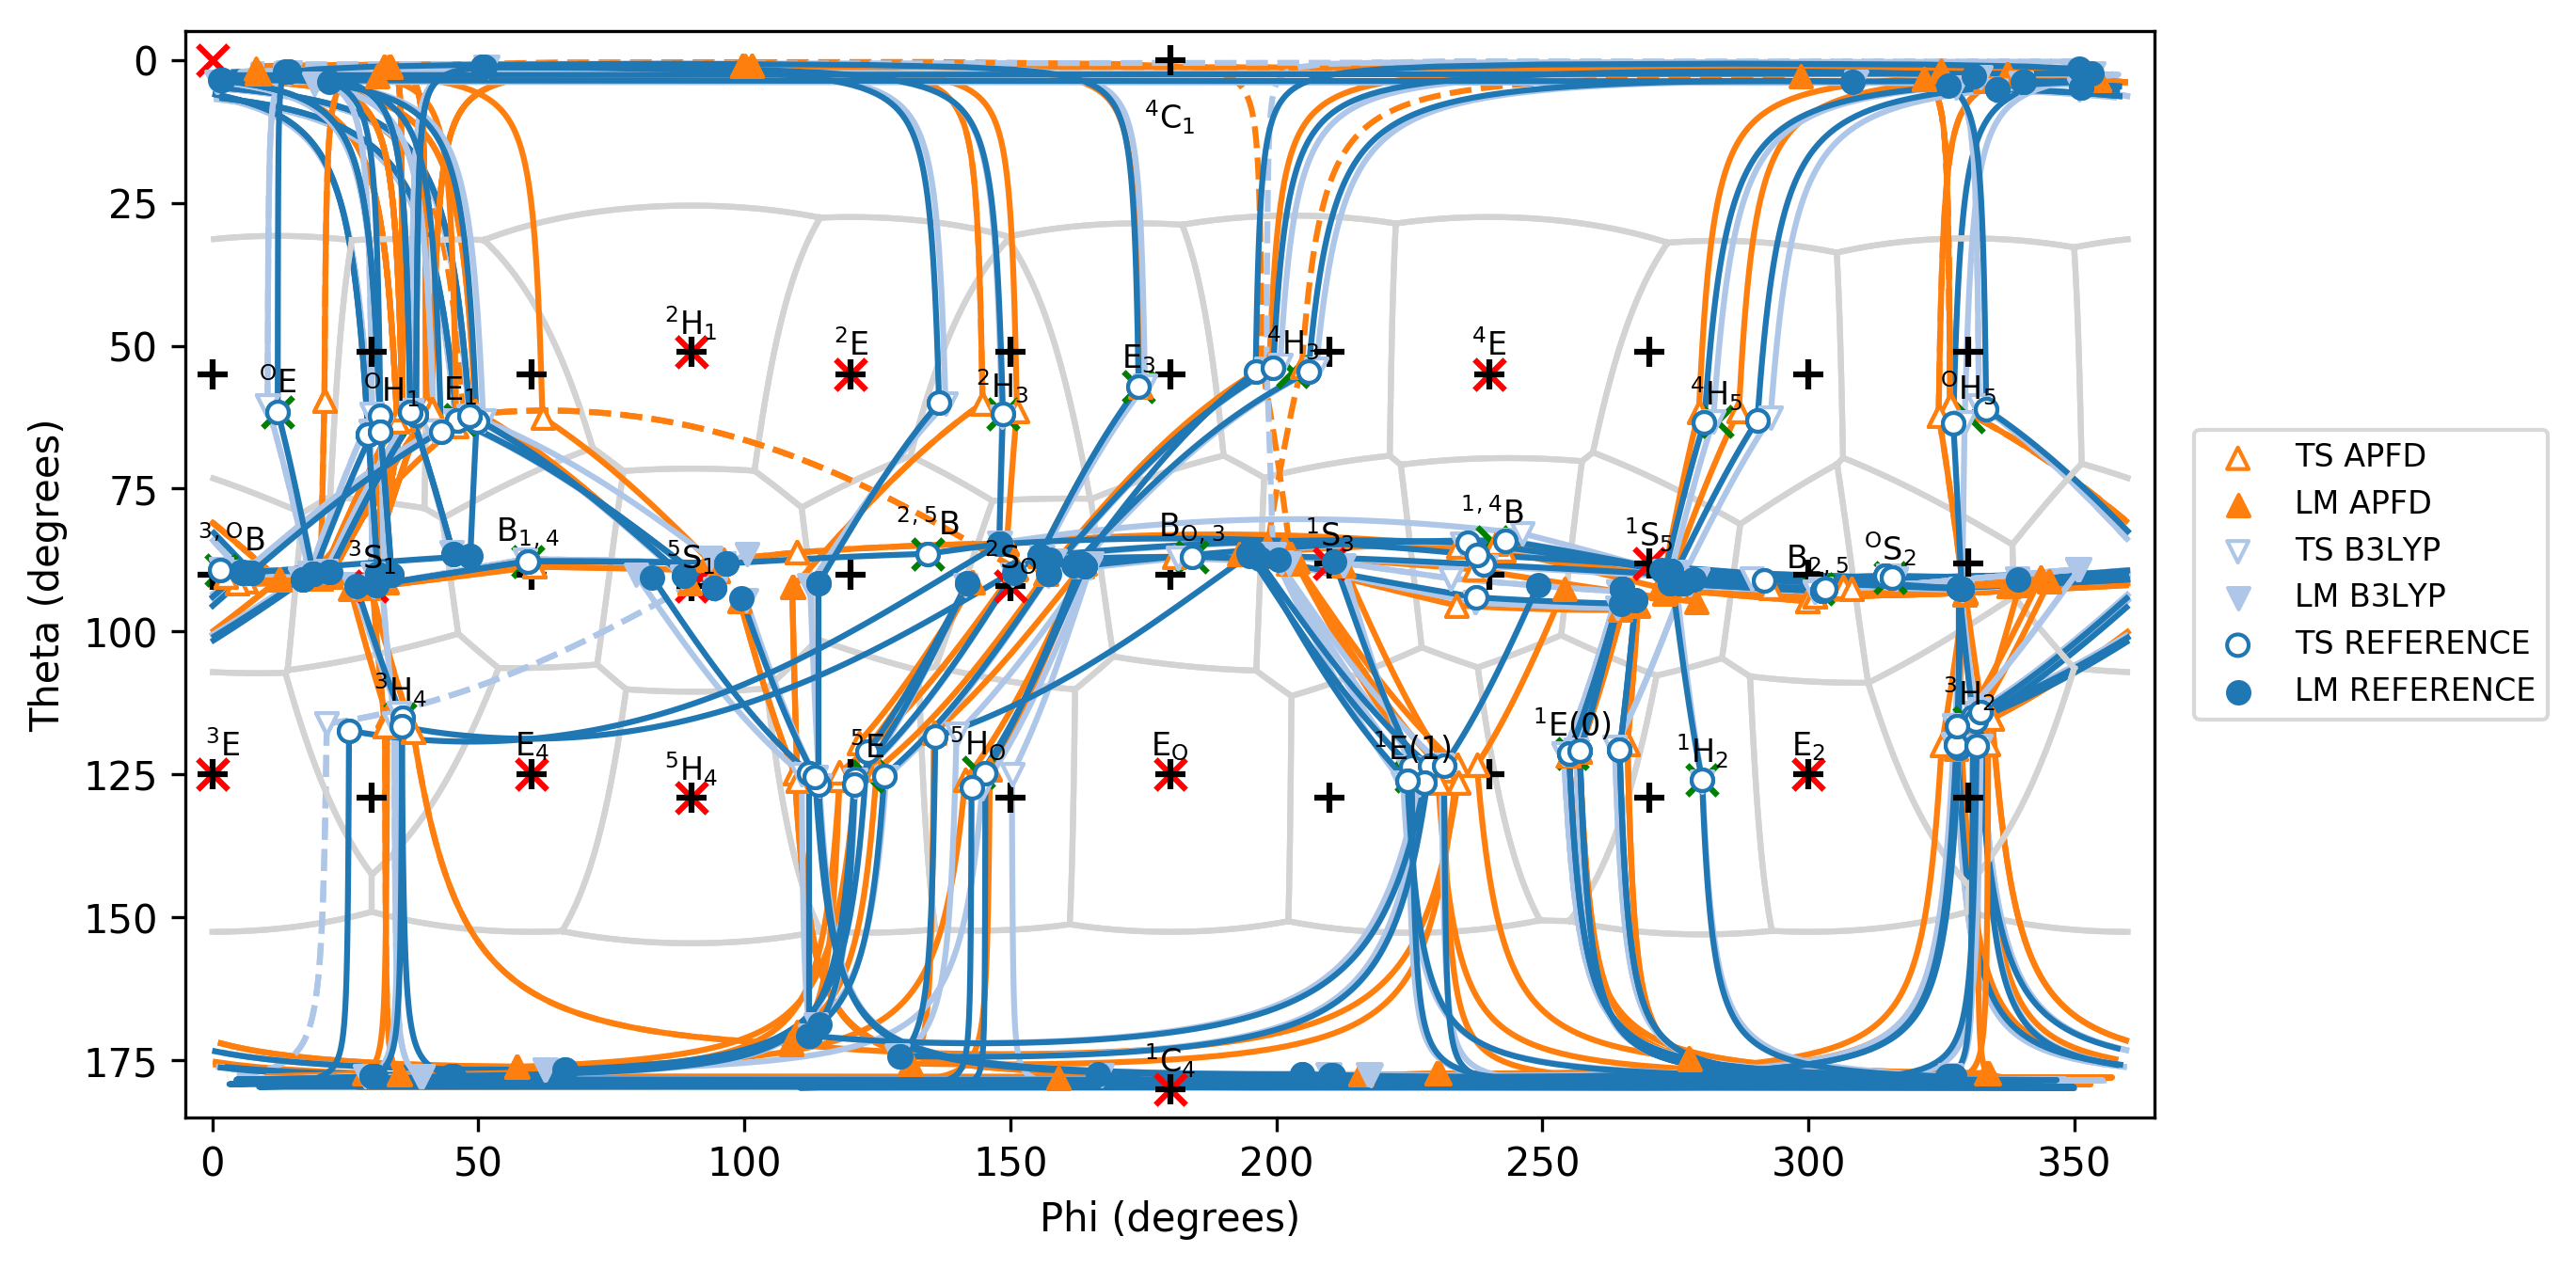 0
⁴C₁
25
²H₁
²E
⁴E
50
ᴼE
ᴼH₁
E₁
²H₃
E₃
⁴H₃
⁴H₅
ᴼH₅
75
³,ᴼB
³S₁
B₁,₄
⁵S₁
²,⁵B
²Sₒ
Bₒ,₃
¹S₃
¹,⁴B
¹S₅
B₂,₅
ᴼS₂
100
³H₄
³H₂
³E
E₄
⁵H₄
⁵E
⁵Hₒ
Eₒ
¹E(1)
¹E(0)
¹H₂
E₂
125
150
175
¹C₄
0 50 100 150 200 250 300 350
Phi (degrees)
Theta (degrees)
TS APFD
LM APFD
TS B3LYP
LM B3LYP
TS REFERENCE
LM REFERENCE